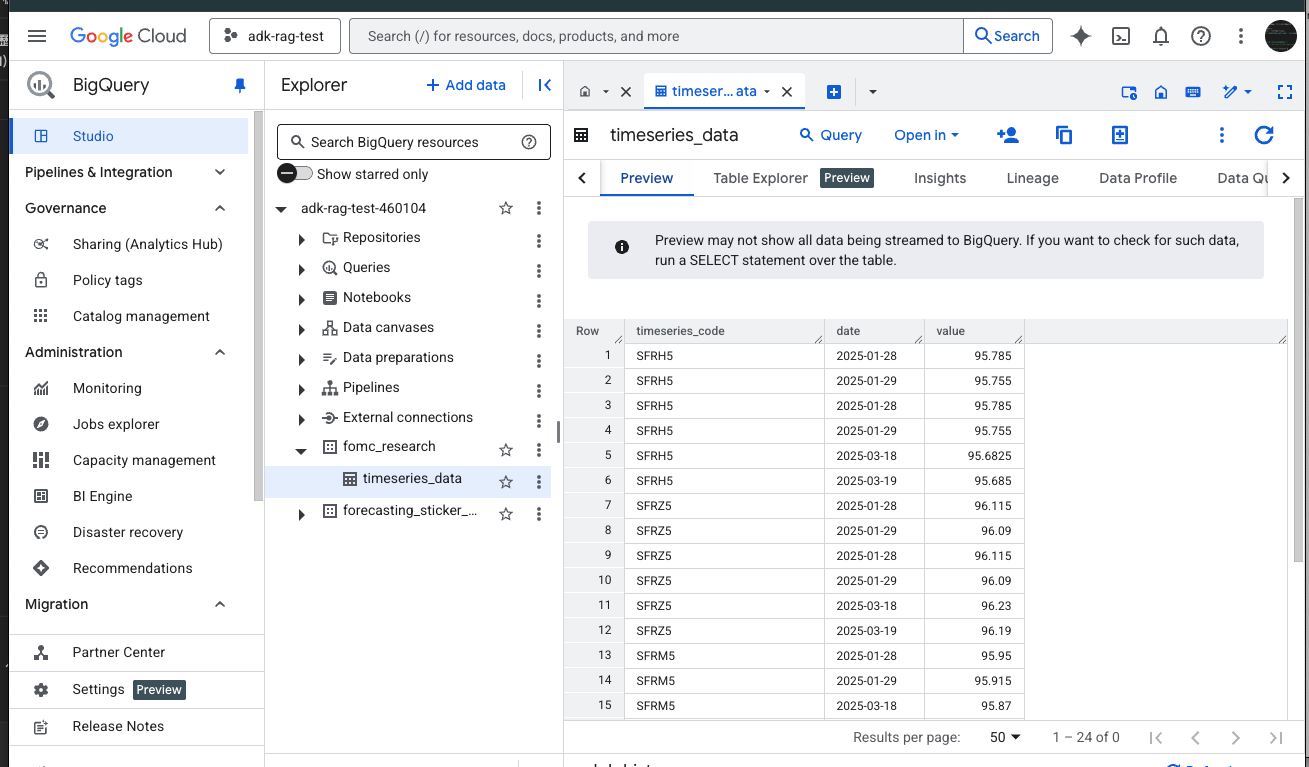 Google Cloud
adk-rag-test
Search (/) for resources, docs, products, and more
Search
BigQuery
Studio
Pipelines & Integration
Governance
Sharing (Analytics Hub)
Policy tags
Catalog management
Administration
Monitoring
Jobs explorer
Capacity management
BI Engine
Disaster recovery
Recommendations
Migration
Partner Center
Settings Preview
Release Notes
Explorer
Add data
Search BigQuery resources
Show starred only
adk-rag-test-460104
Repositories
Queries
Notebooks
Data canvases
Data preparations
Pipelines
External connections
fomc_research
timeseries_data
forecasting_sticker_...
timeser... ata
timeseries_data
Query
Open in
Preview Table Explorer Preview Insights Lineage Data Profile Data Qu
Preview may not show all data being streamed to BigQuery. If you want to check for such data,
run a SELECT statement over the table.
Row timeseries_code date value
1 SFRH5 2025-01-28 95.785
2 SFRH5 2025-01-29 95.755
3 SFRH5 2025-01-28 95.785
4 SFRH5 2025-01-29 95.755
5 SFRH5 2025-03-18 95.6825
6 SFRH5 2025-03-19 95.685
7 SFRZ5 2025-01-28 96.115
8 SFRZ5 2025-01-29 96.09
9 SFRZ5 2025-01-28 96.115
10 SFRZ5 2025-01-29 96.09
11 SFRZ5 2025-03-18 96.23
12 SFRZ5 2025-03-19 96.19
13 SFRM5 2025-01-28 95.95
14 SFRM5 2025-01-29 95.915
15 SFRM5 2025-03-18 95.87
Results per page: 50 1 – 24 of 0